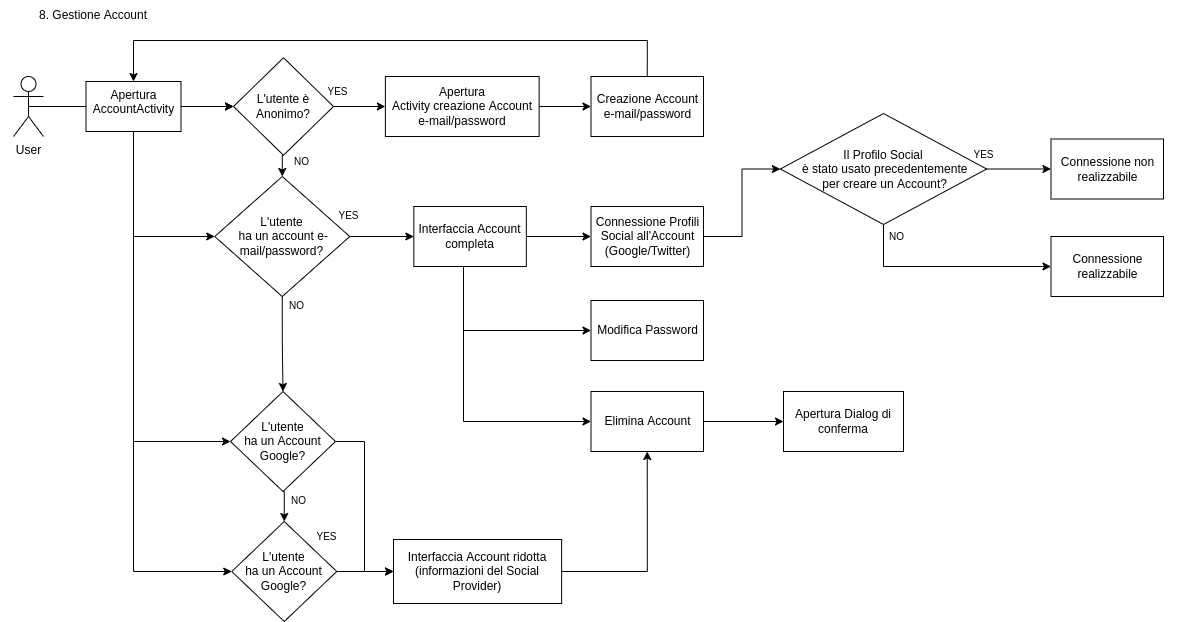 8. Gestione Account
User
Apertura
AccountActivity
L'utente è
Anonimo?
YES
Apertura
Activity creazione Account
e-mail/password
Creazione Account
e-mail/password
NO
L'utente
ha un account e-
mail/password?
YES
Interfaccia Account
completa
Connessione Profili
Social all'Account
(Google/Twitter)
Il Profilo Social
è stato usato precedentemente
per creare un Account?
YES
Connessione non
realizzabile
NO
Connessione
realizzabile
Modifica Password
NO
Elimina Account
Apertura Dialog di
conferma
L'utente
ha un Account
Google?
NO
L'utente
ha un Account
Google?
YES
Interfaccia Account ridotta
(informazioni del Social
Provider)